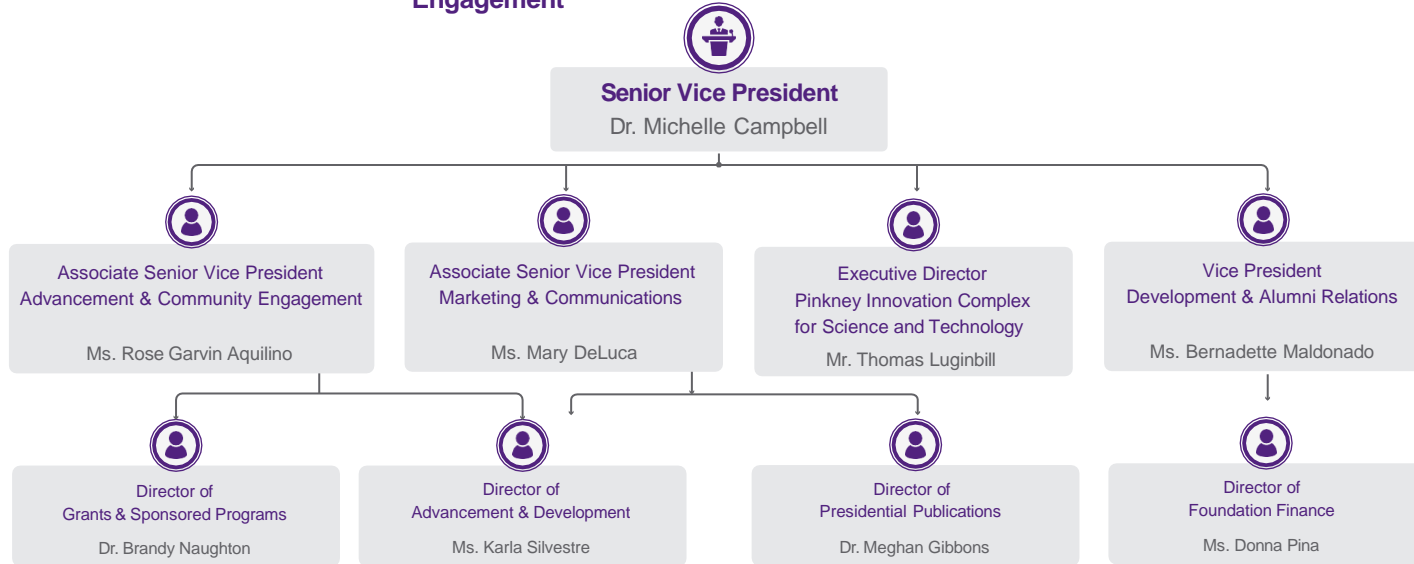 Engagement
Senior Vice President
Dr. Michelle Campbell
Associate Senior Vice President
Advancement & Community Engagement
Ms. Rose Garvin Aquilino
Associate Senior Vice President
Marketing & Communications
Ms. Mary DeLuca
Executive Director
Pinkney Innovation Complex
for Science and Technology
Mr. Thomas Luginbill
Vice President
Development & Alumni Relations
Ms. Bernadette Maldonado
Director of
Grants & Sponsored Programs
Dr. Brandy Naughton
Director of
Advancement & Development
Ms. Karla Silvestre
Director of
Presidential Publications
Dr. Meghan Gibbons
Director of
Foundation Finance
Ms. Donna Pina